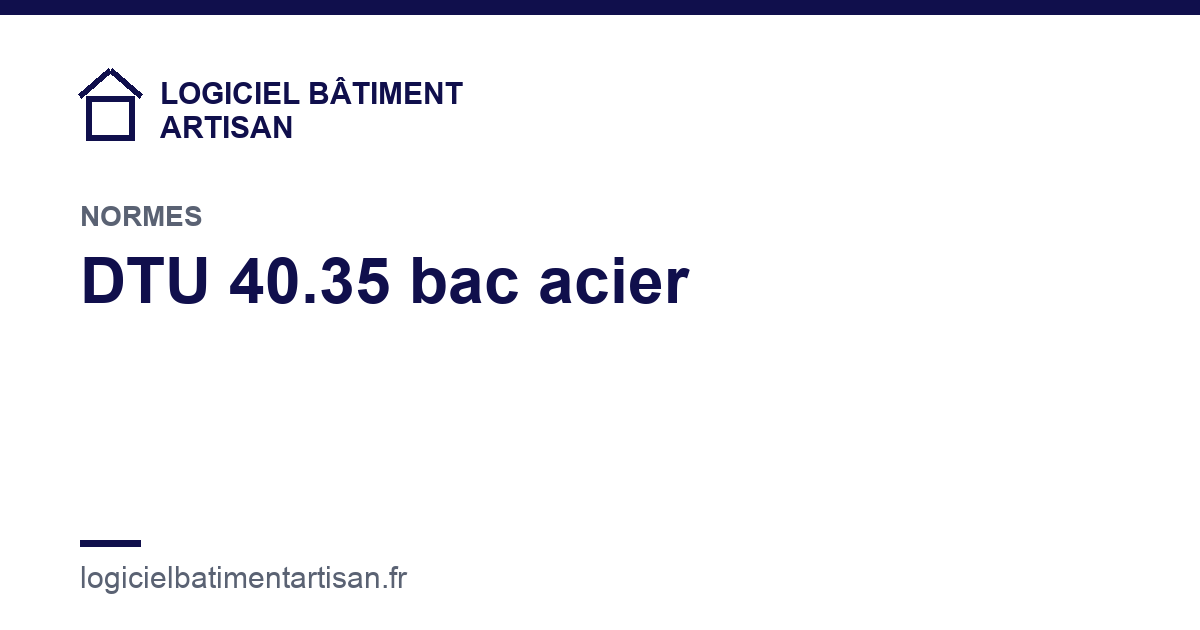 LOGICIEL BÂTIMENT
ARTISAN
NORMES
DTU 40.35 bac acier
logicielbatimentartisan.fr